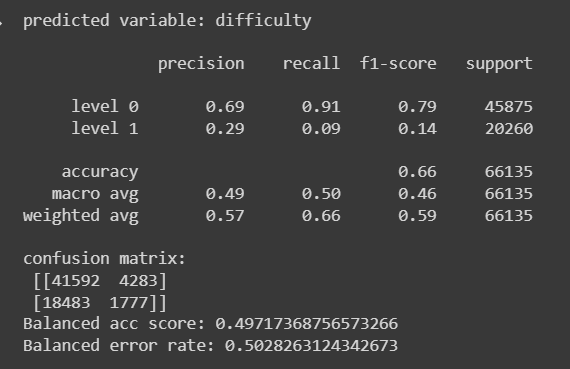 predicted variable: difficulty
precision recall f1-score support
level 0 0.69 0.91 0.79 45875
level 1 0.29 0.09 0.14 20260
accuracy 0.66 66135
macro avg 0.49 0.50 0.46 66135
weighted avg 0.57 0.66 0.59 66135
confusion matrix:
[[41592 4283]
[18483 1777]]
Balanced acc score: 0.49717368756573266
Balanced error rate: 0.5028263124342673